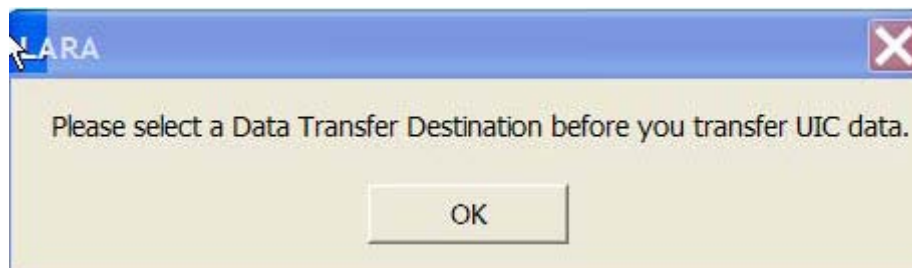 LARA
Please select a Data Transfer Destination before you transfer UIC data.
OK